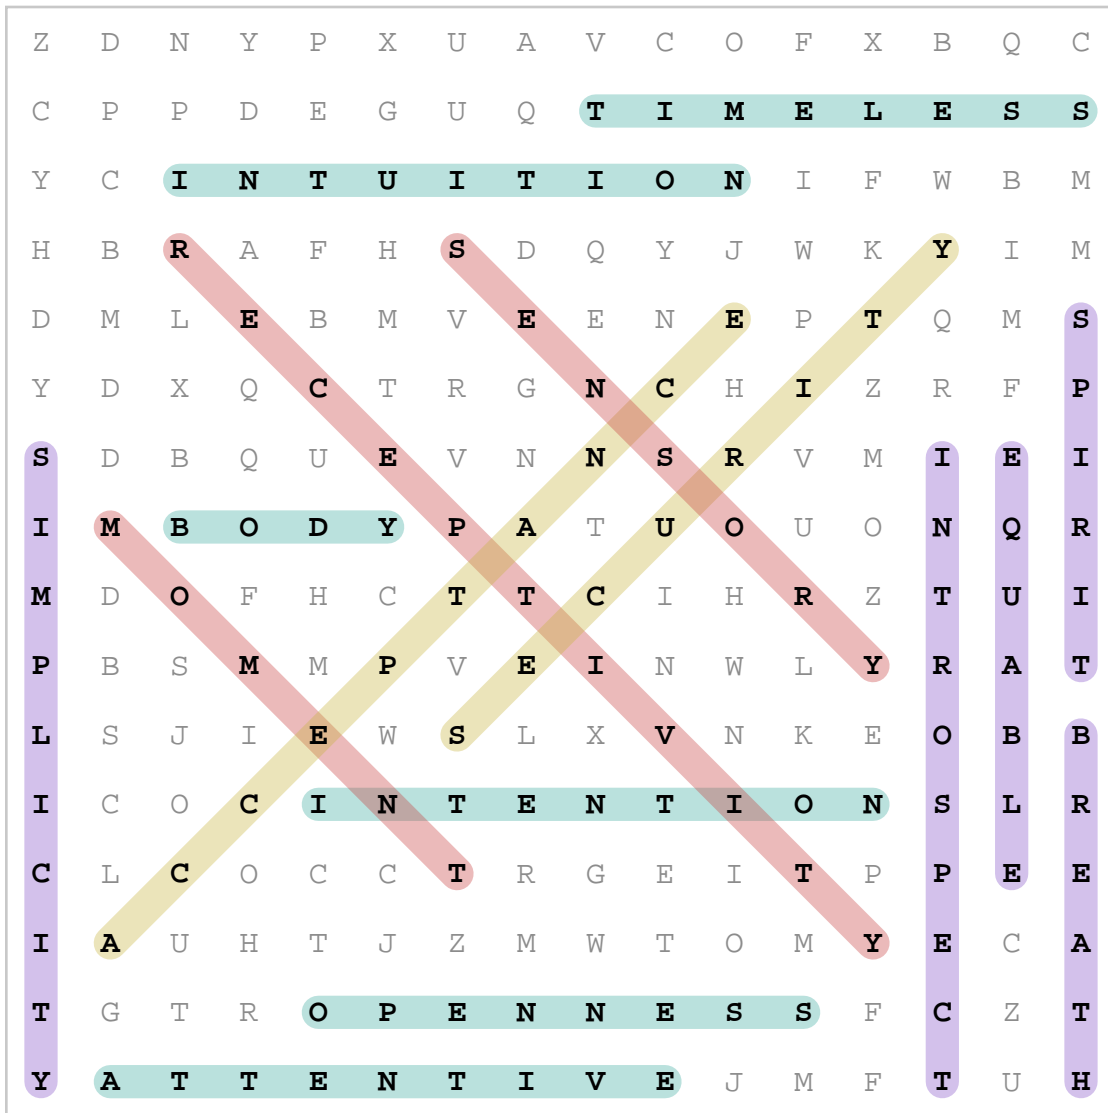 Z D N Y P X U A V C O F X B Q C
C P P D E G U Q T I M E L E S S
Y C I N T U I T I O N I F W B M
H B R A F H S D Q Y J W K Y I M
D M L E B M V E E N E P T Q M S
Y D X Q C T R G N C H I Z R F P
S D B Q U E V N N S R V M I E I
I M B O D Y P A T U O U O N Q R
M D O F H C T T C I H R Z T U I
P B S M M P V E I N W L Y R A T
L S J I E W S L X V N K E O B B
I C O C I N T E N T I O N S L R
C L C O C C T R G E I T P P E E
I A U H T J Z M W T O M Y E C A
T G T R O P E N N E S S F C Z T
Y A T T E N T I V E J M F T U H